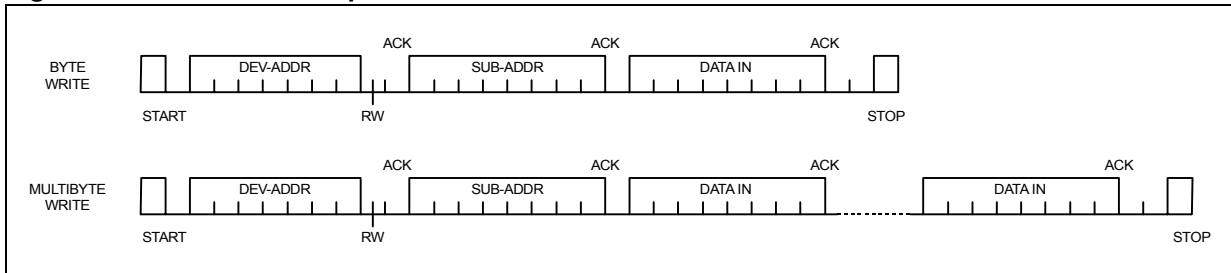 ACK ACK ACK
BYTE WRITE DEV-ADDR SUB-ADDR DATA IN
START RW STOP
ACK ACK ACK ACK
MULTIBYTE WRITE DEV-ADDR SUB-ADDR DATA IN DATA IN
START RW STOP